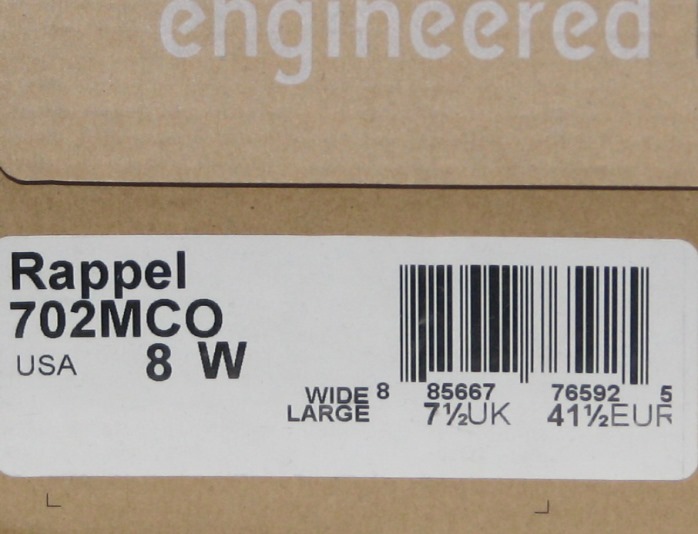 engineered
Rappel
702MCO
USA 8 W
WIDE 8 85667 76592 5
LARGE 7½UK 41½EUR